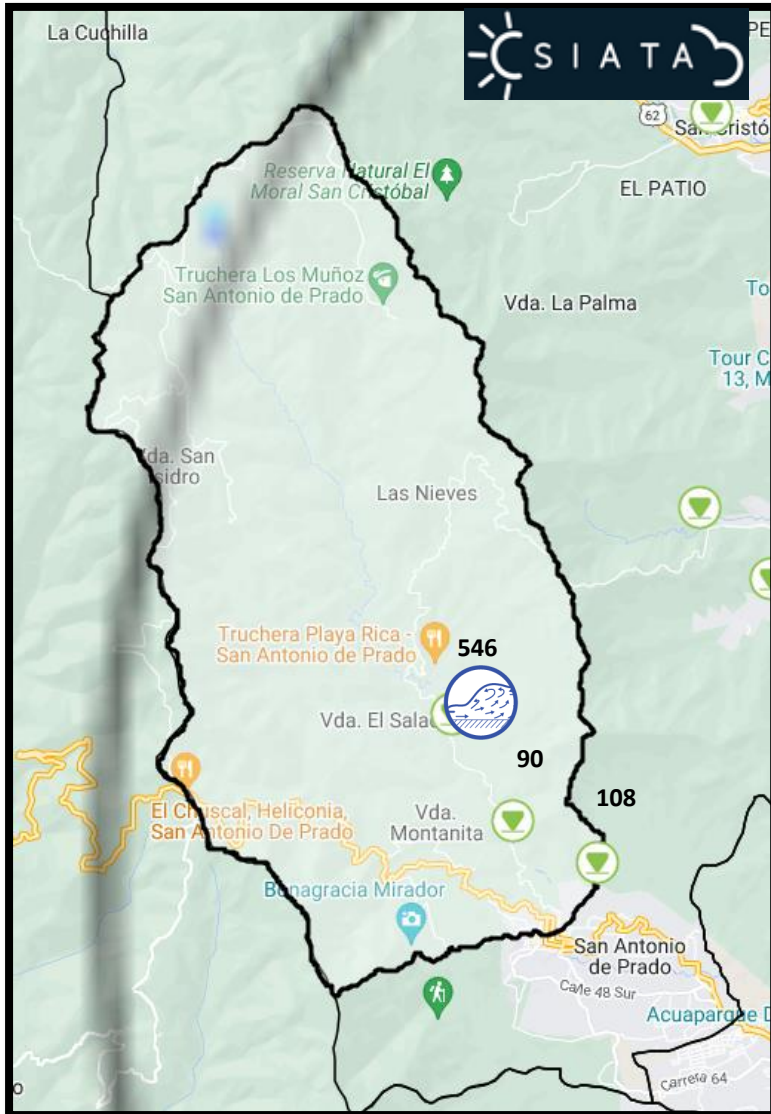 La Cuchilla
SIATA
PE
62
San Cristó
Reserva Natural El
Moral San Cristóbal
EL PATIO
Truchera Los Muñoz
San Antonio de Prado
Vda. La Palma
To
Tour C
13, M
Vda. San
Isidro
Las Nieves
Truchera Playa Rica -
San Antonio de Prado
546
Vda. El Salad
90
108
El Chuscal, Heliconia,
San Antonio De Prado
Vda.
Montanita
Bonagracia Mirador
San Antonio
de Prado
Calle 48 Sur
Acuaparque D
Carrera 64
o